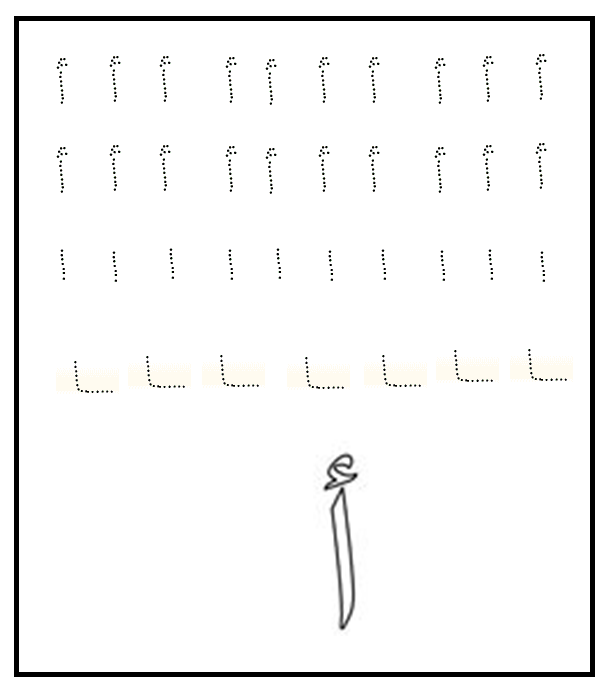 أ أ أ أ أ أ أ أ أ أ
أ أ أ أ أ أ أ أ أ أ
ا ا ا ا ا ا ا ا ا ا
ـا ـا ـا ـا ـا ـا ـا
أ